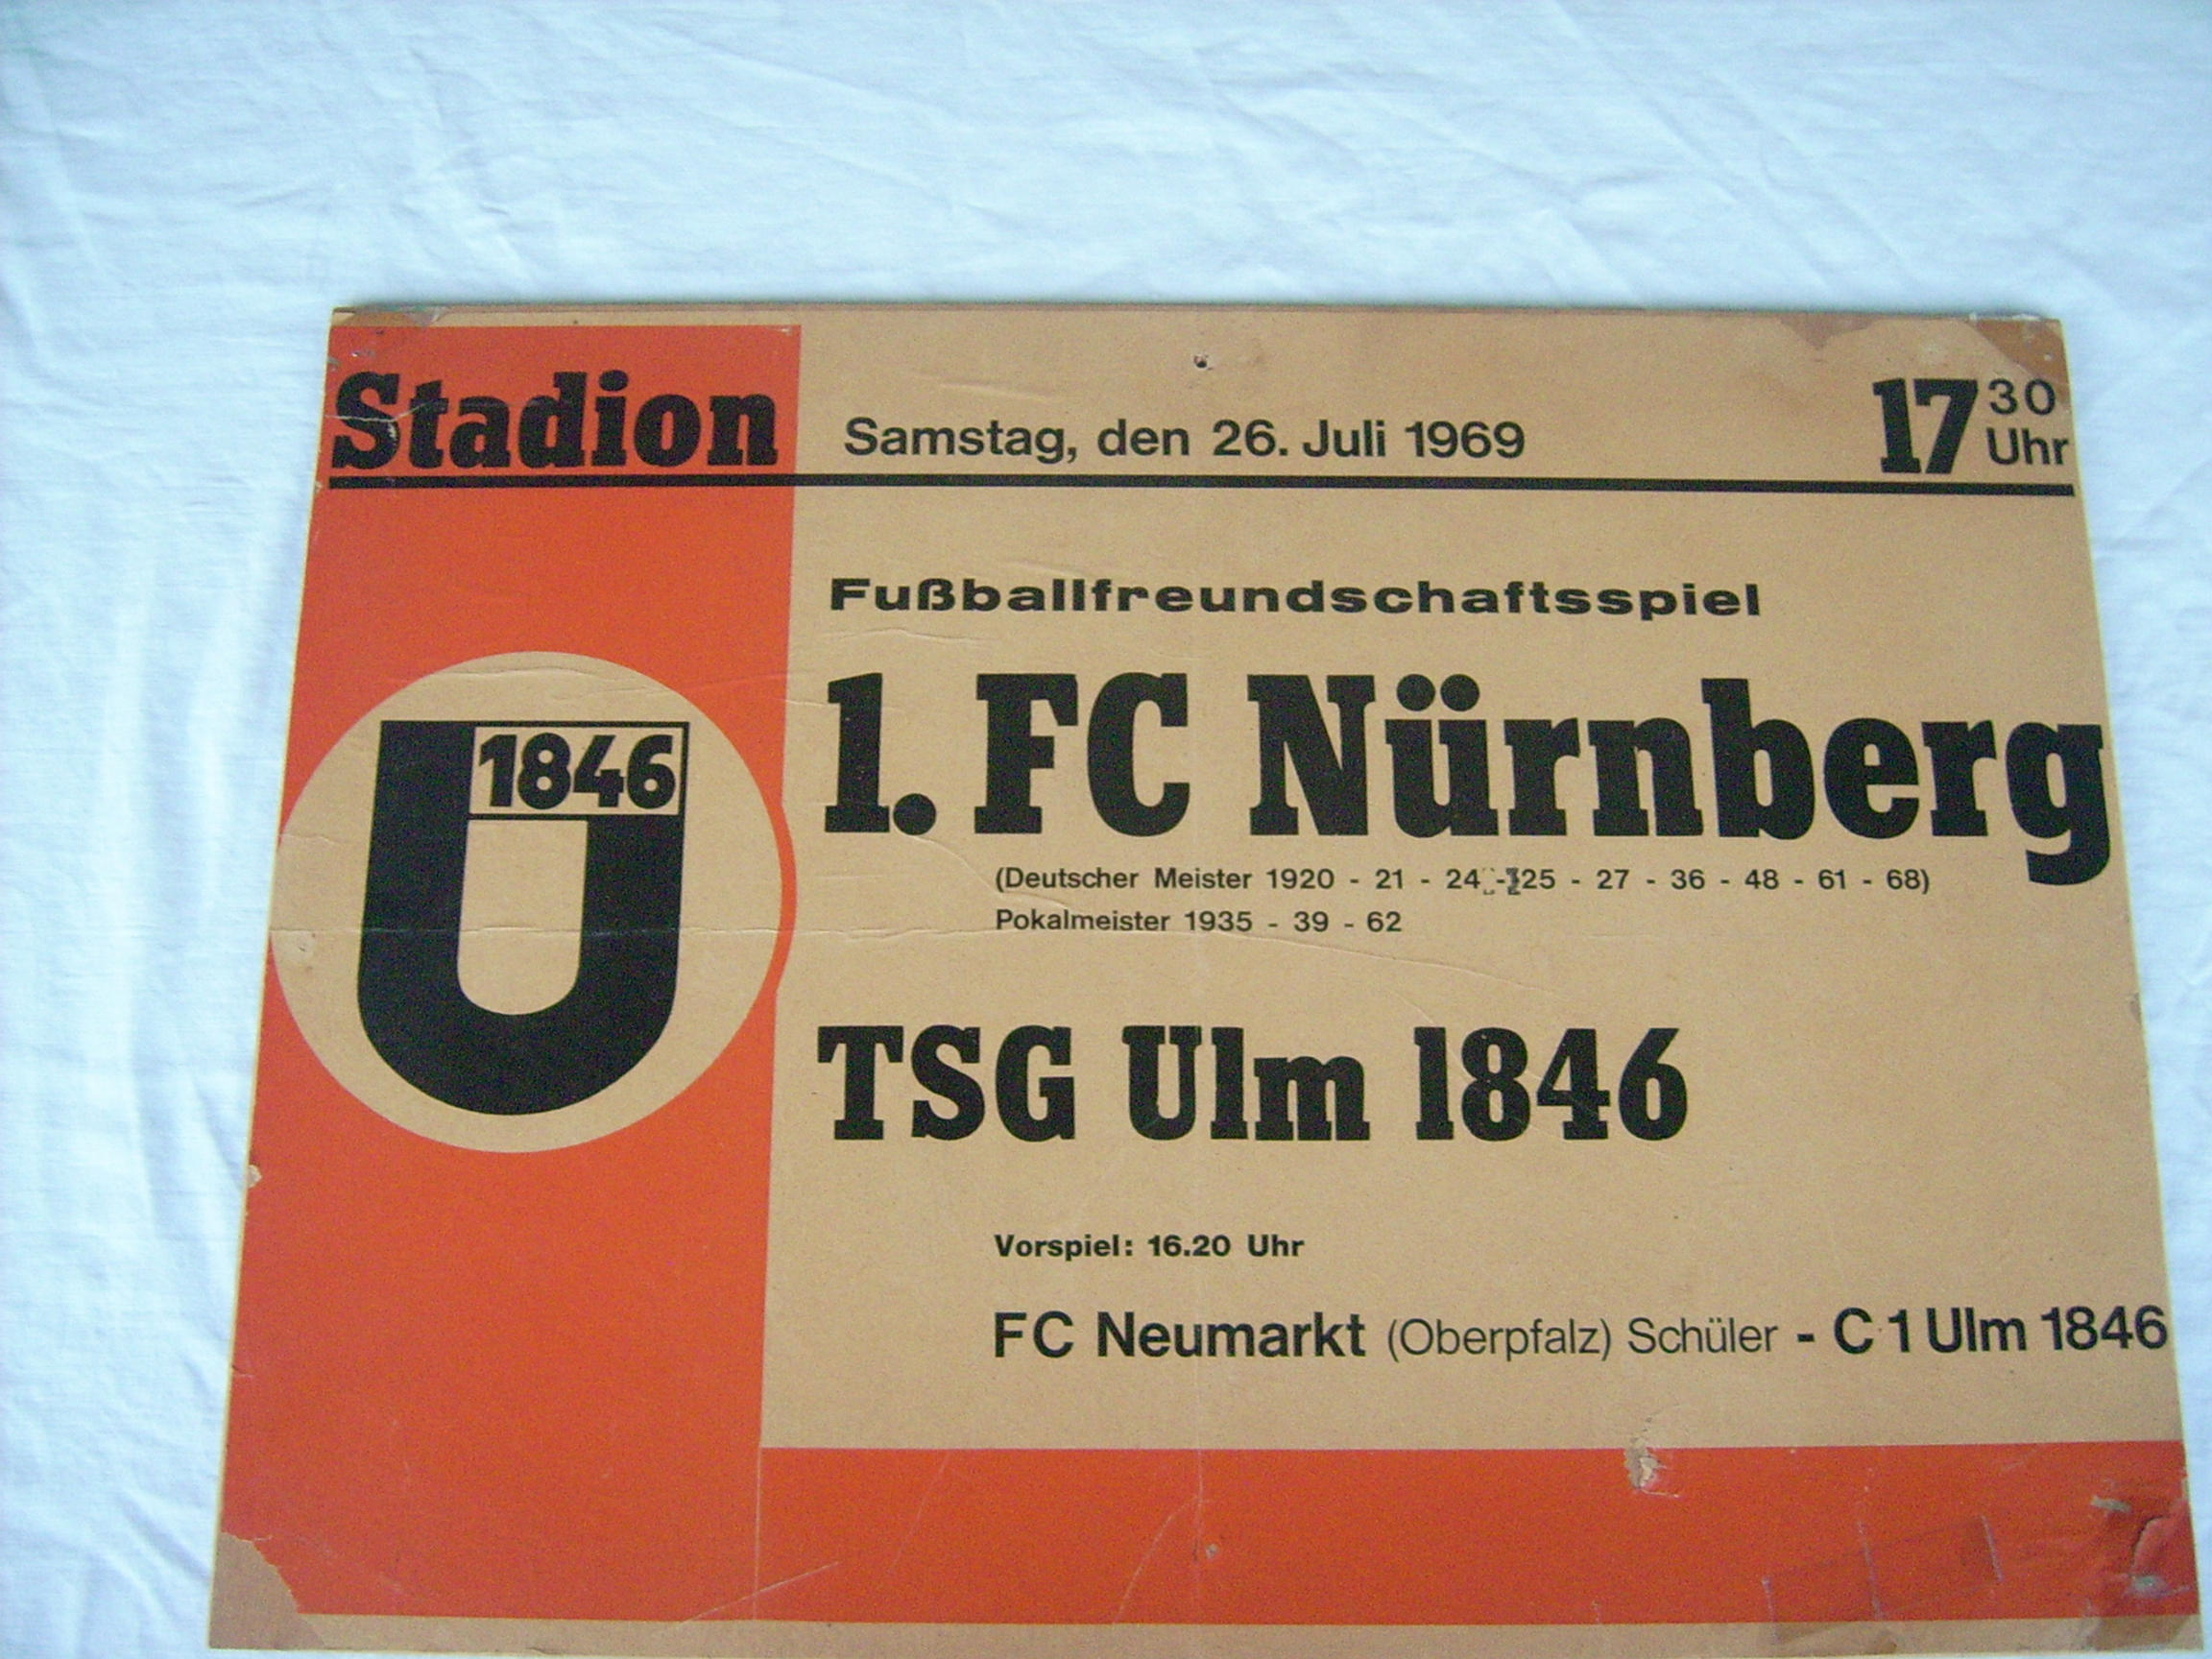 Stadion
Samstag, den 26. Juli 1969
17 30 Uhr
Fußballfreundschaftsspiel
1846
1. FC Nürnberg
(Deutscher Meister 1920 - 21 - 24 - 25 - 27 - 36 - 48 - 61 - 68)
Pokalmeister 1935 - 39 - 62
TSG Ulm 1846
Vorspiel: 16.20 Uhr
FC Neumarkt (Oberpfalz) Schüler - C 1 Ulm 1846